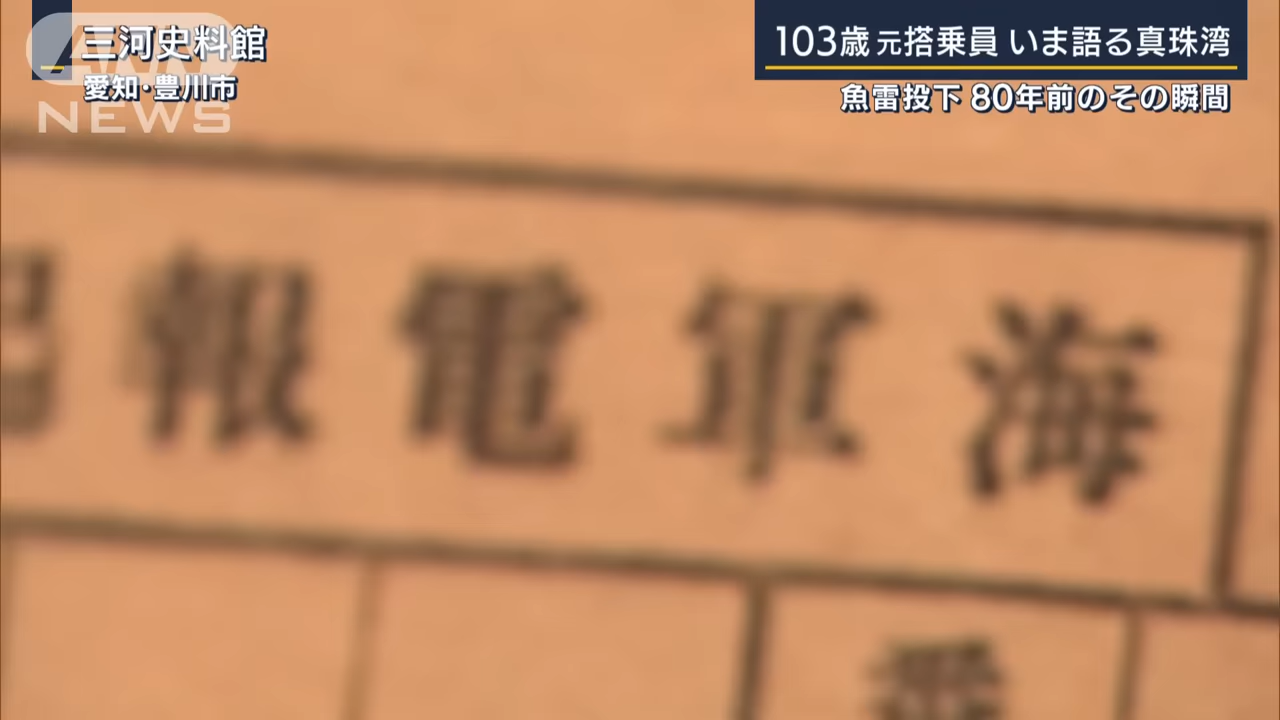 ANN
NEWS
三河史料館
愛知・豊川市
103歳 元搭乗員 いま語る真珠湾
魚雷投下 80年前のその瞬間
海軍電報